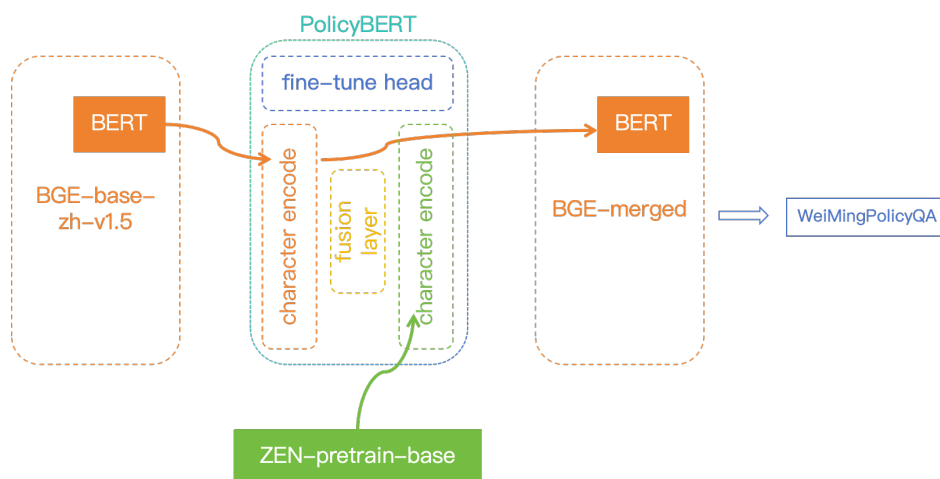 PolicyBERT
fine-tune head
BERT
BGE-base-
zh-v1.5
character encode
fusion
layer
character encode
BERT
BGE-merged
WeiMingPolicyQA
ZEN-pretrain-base